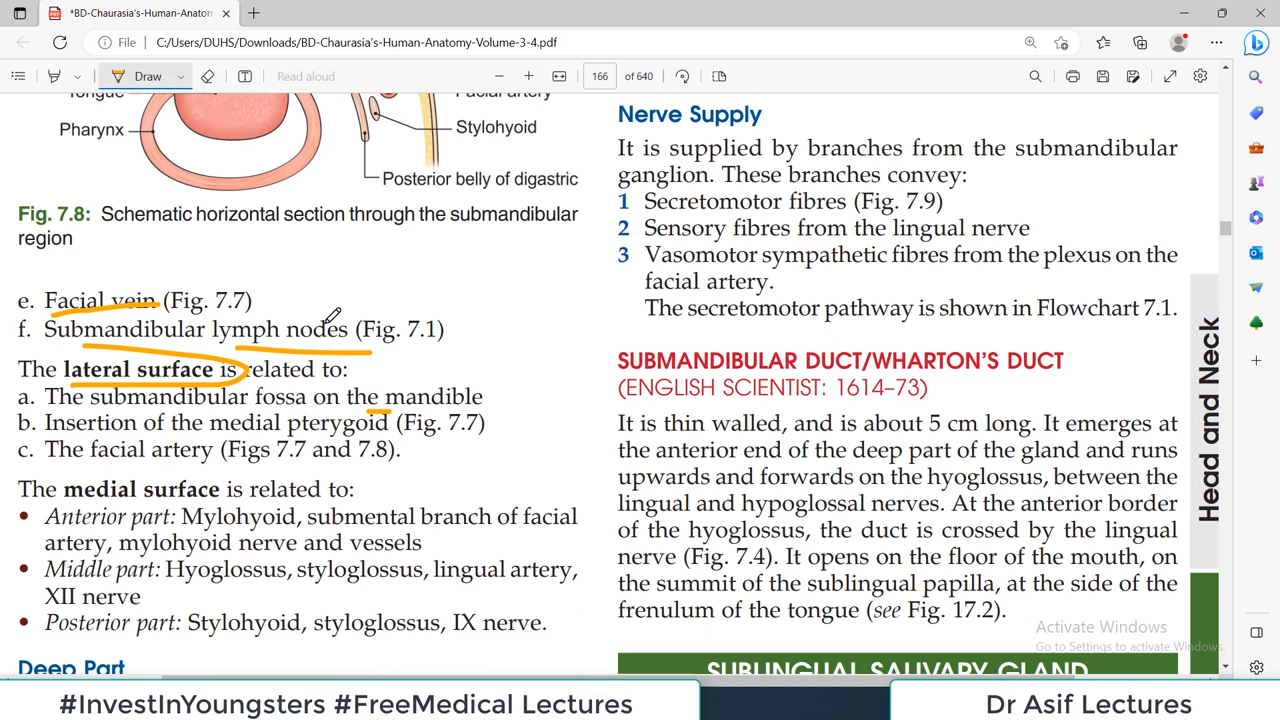 *BD-Chaurasia's-Human-Anatom
File
C:/Users/DUHS/Downloads/BD-Chaurasia's-Human-Anatomy-Volume-3-4.pdf
Draw
Read aloud
166
of 640
Tongue
Pharynx
Facial artery
Stylohyoid
Posterior belly of digastric
Fig. 7.8: Schematic horizontal section through the submandibular
region
e. Facial vein (Fig. 7.7)
f. Submandibular lymph nodes (Fig. 7.1)
The lateral surface is related to:
a. The submandibular fossa on the mandible
b. Insertion of the medial pterygoid (Fig. 7.7)
c. The facial artery (Figs 7.7 and 7.8).
The medial surface is related to:
• Anterior part: Mylohyoid, submental branch of facial
artery, mylohyoid nerve and vessels
• Middle part: Hyoglossus, styloglossus, lingual artery,
XII nerve
• Posterior part: Stylohyoid, styloglossus, IX nerve.
Deep Part
Nerve Supply
It is supplied by branches from the submandibular
ganglion. These branches convey:
1 Secretomotor fibres (Fig. 7.9)
2 Sensory fibres from the lingual nerve
3 Vasomotor sympathetic fibres from the plexus on the
facial artery.
The secretomotor pathway is shown in Flowchart 7.1.
SUBMANDIBULAR DUCT/WHARTON'S DUCT
(ENGLISH SCIENTIST: 1614–73)
It is thin walled, and is about 5 cm long. It emerges at
the anterior end of the deep part of the gland and runs
upwards and forwards on the hyoglossus, between the
lingual and hypoglossal nerves. At the anterior border
of the hyoglossus, the duct is crossed by the lingual
nerve (Fig. 7.4). It opens on the floor of the mouth, on
the summit of the sublingual papilla, at the side of the
frenulum of the tongue (see Fig. 17.2).
SUBLINGUAL SALIVARY GLAND
Head and Neck
Activate Windows
Go to Settings to activate Windows.
#InvestInYoungsters #FreeMedical Lectures
Dr Asif Lectures